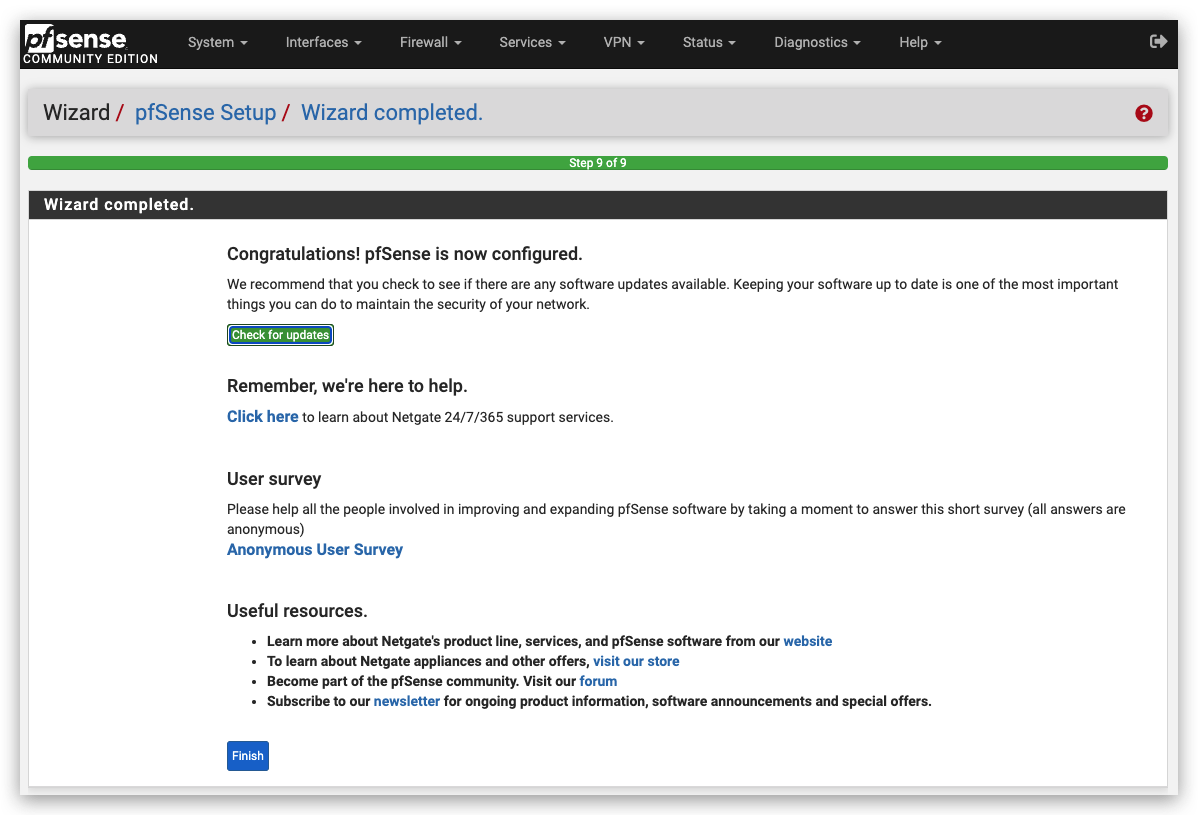 pfsense
COMMUNITY EDITION
System
Interfaces
Firewall
Services
VPN
Status
Diagnostics
Help
Wizard / pfSense Setup / Wizard completed.
?
Step 9 of 9
Wizard completed.
Congratulations! pfSense is now configured.
We recommend that you check to see if there are any software updates available. Keeping your software up to date is one of the most important
things you can do to maintain the security of your network.
Check for updates
Remember, we're here to help.
Click here to learn about Netgate 24/7/365 support services.
User survey
Please help all the people involved in improving and expanding pfSense software by taking a moment to answer this short survey (all answers are
anonymous)
Anonymous User Survey
Useful resources.
• Learn more about Netgate's product line, services, and pfSense software from our website
• To learn about Netgate appliances and other offers, visit our store
• Become part of the pfSense community. Visit our forum
• Subscribe to our newsletter for ongoing product information, software announcements and special offers.
Finish